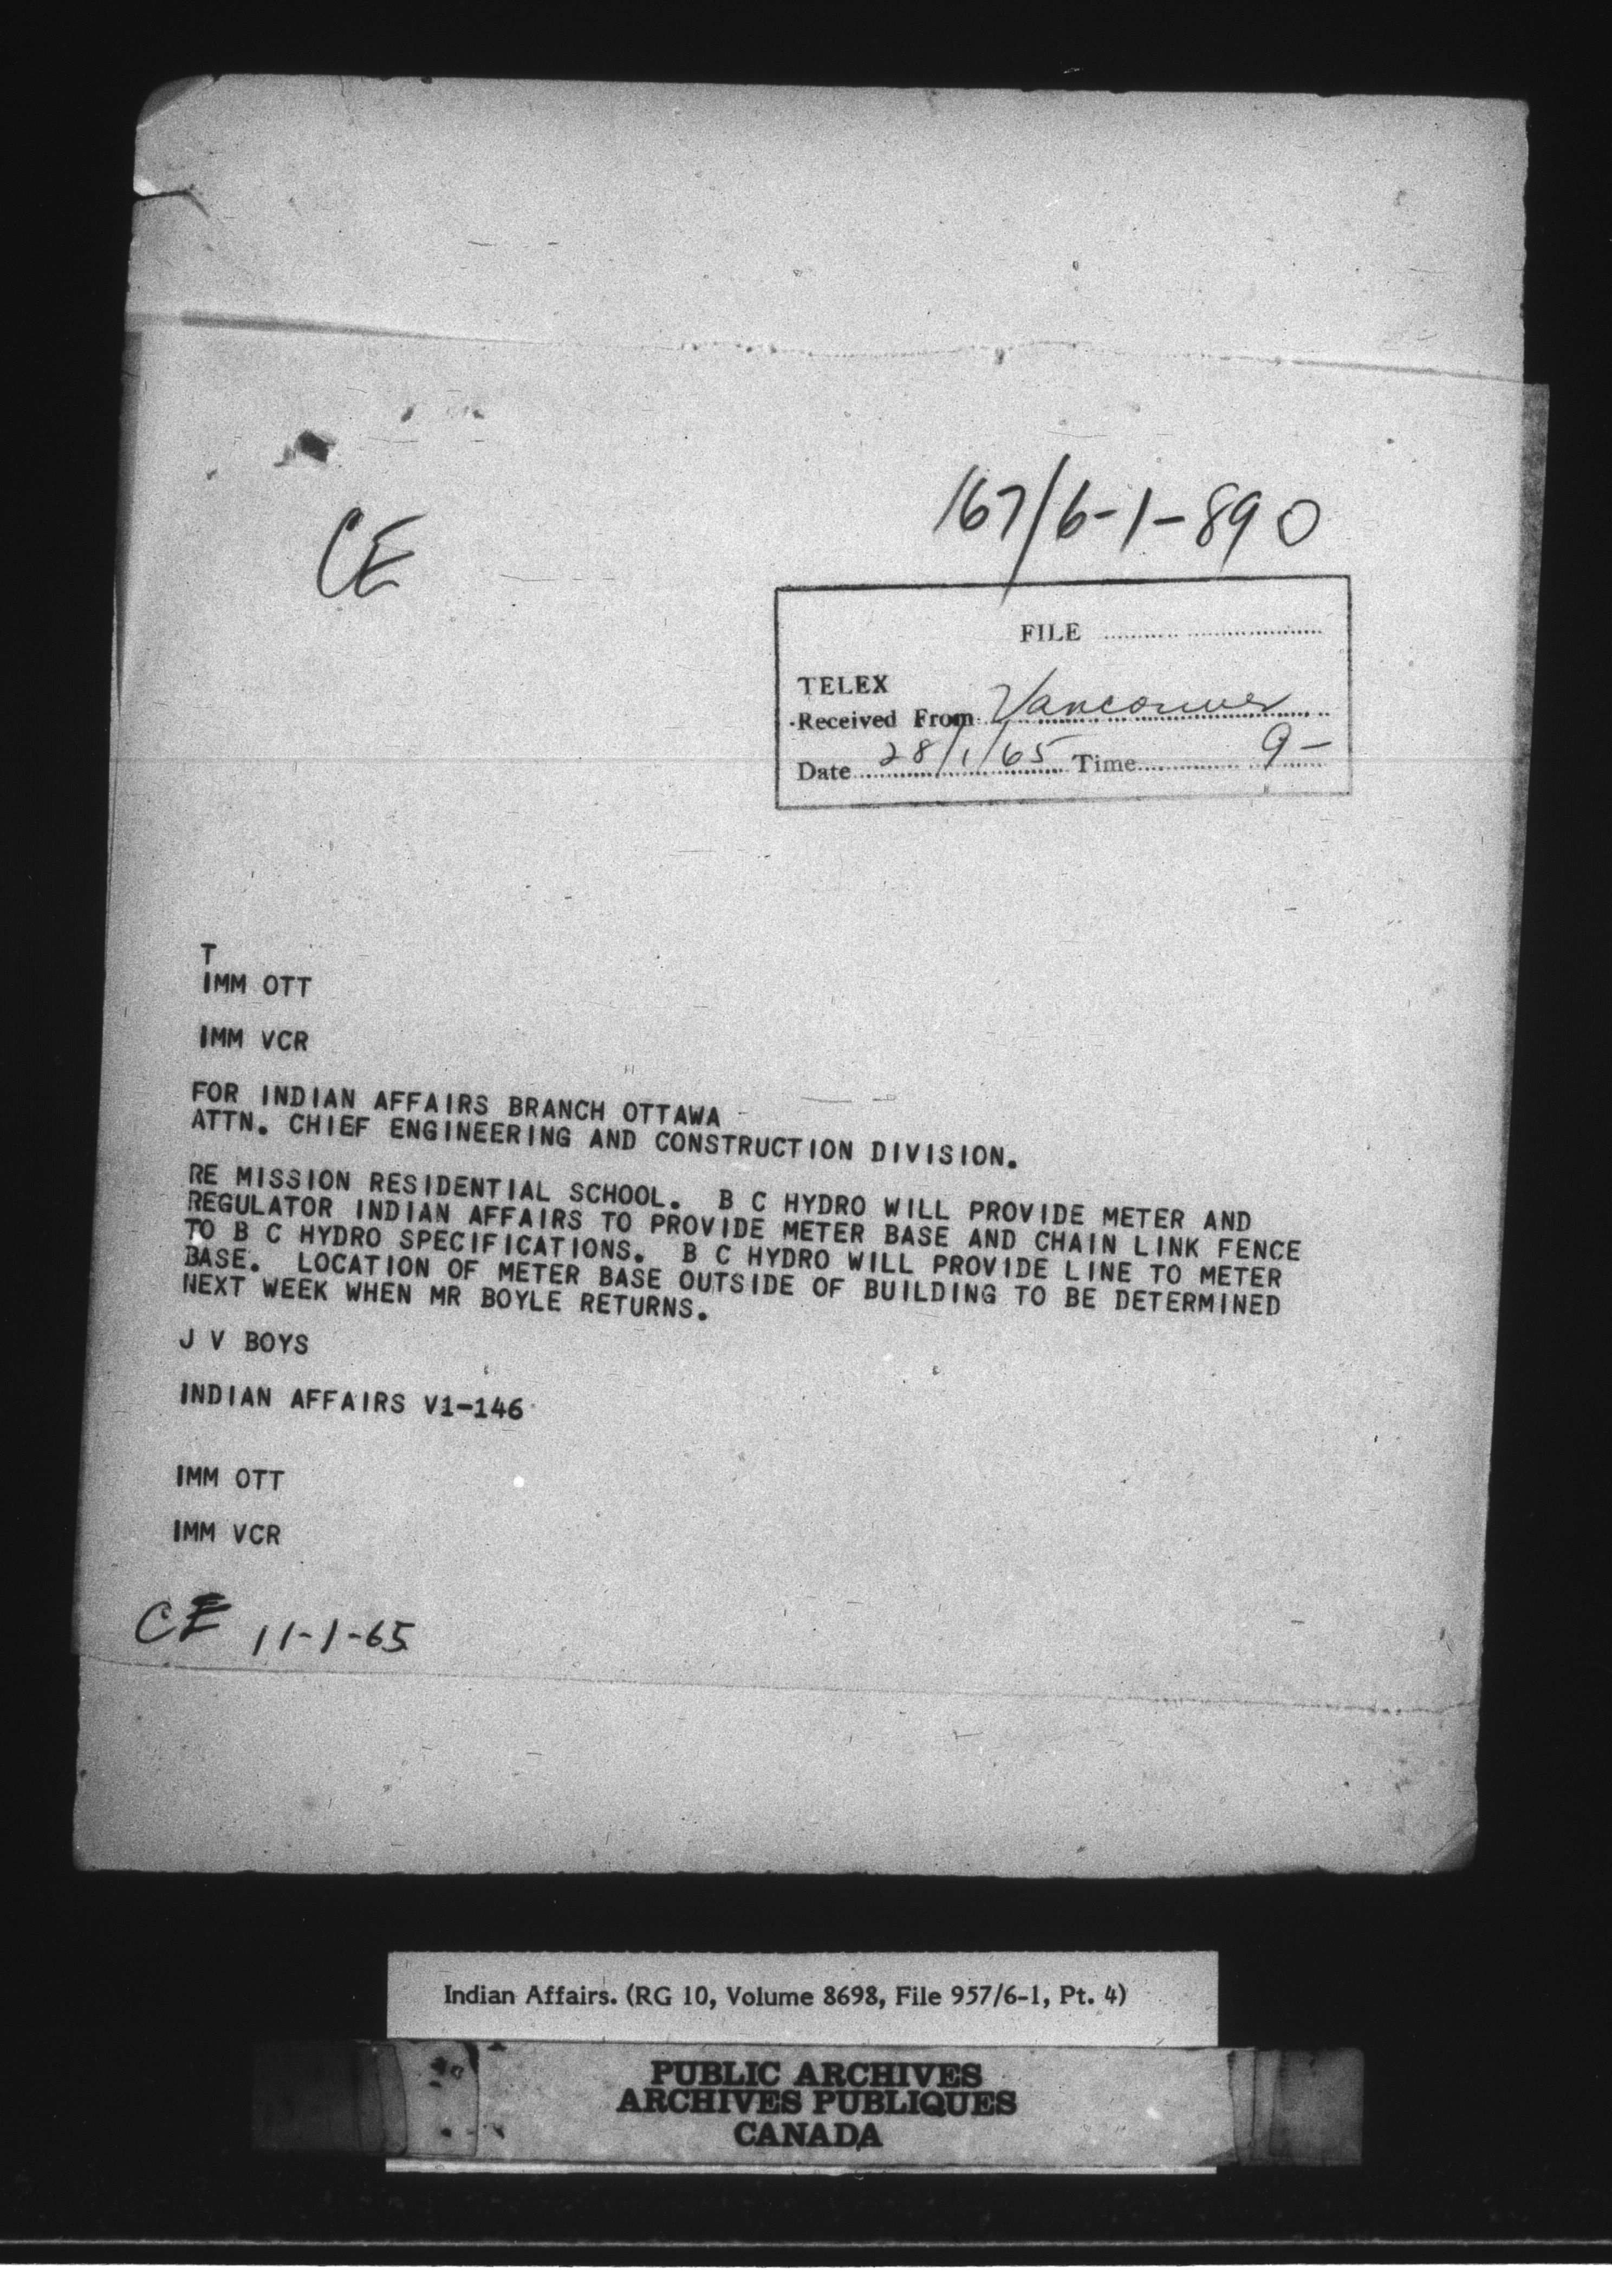 167/6-1-890
CE
FILE
TELEX
Received From Vancouver
Date 28/1/65 Time 9-
T
IMM OTT
IMM VCR
FOR INDIAN AFFAIRS BRANCH OTTAWA
ATTN. CHIEF ENGINEERING AND CONSTRUCTION DIVISION.
RE MISSION RESIDENTIAL SCHOOL. B C HYDRO WILL PROVIDE METER AND
REGULATOR INDIAN AFFAIRS TO PROVIDE METER BASE AND CHAIN LINK FENCE
TO B C HYDRO SPECIFICATIONS. B C HYDRO WILL PROVIDE LINE TO METER
BASE. LOCATION OF METER BASE OUTSIDE OF BUILDING TO BE DETERMINED
NEXT WEEK WHEN MR BOYLE RETURNS.
J V BOYS
INDIAN AFFAIRS V1-146
IMM OTT
IMM VCR
CE 11-1-65
Indian Affairs. (RG 10, Volume 8698, File 957/6-1, Pt. 4)
PUBLIC ARCHIVES
ARCHIVES PUBLIQUES
CANADA